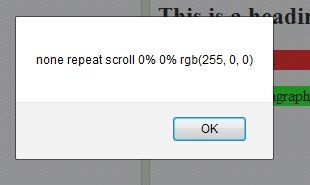 This is a headin
none repeat scroll 0% 0% rgb(255, 0, 0)
agraph
OK